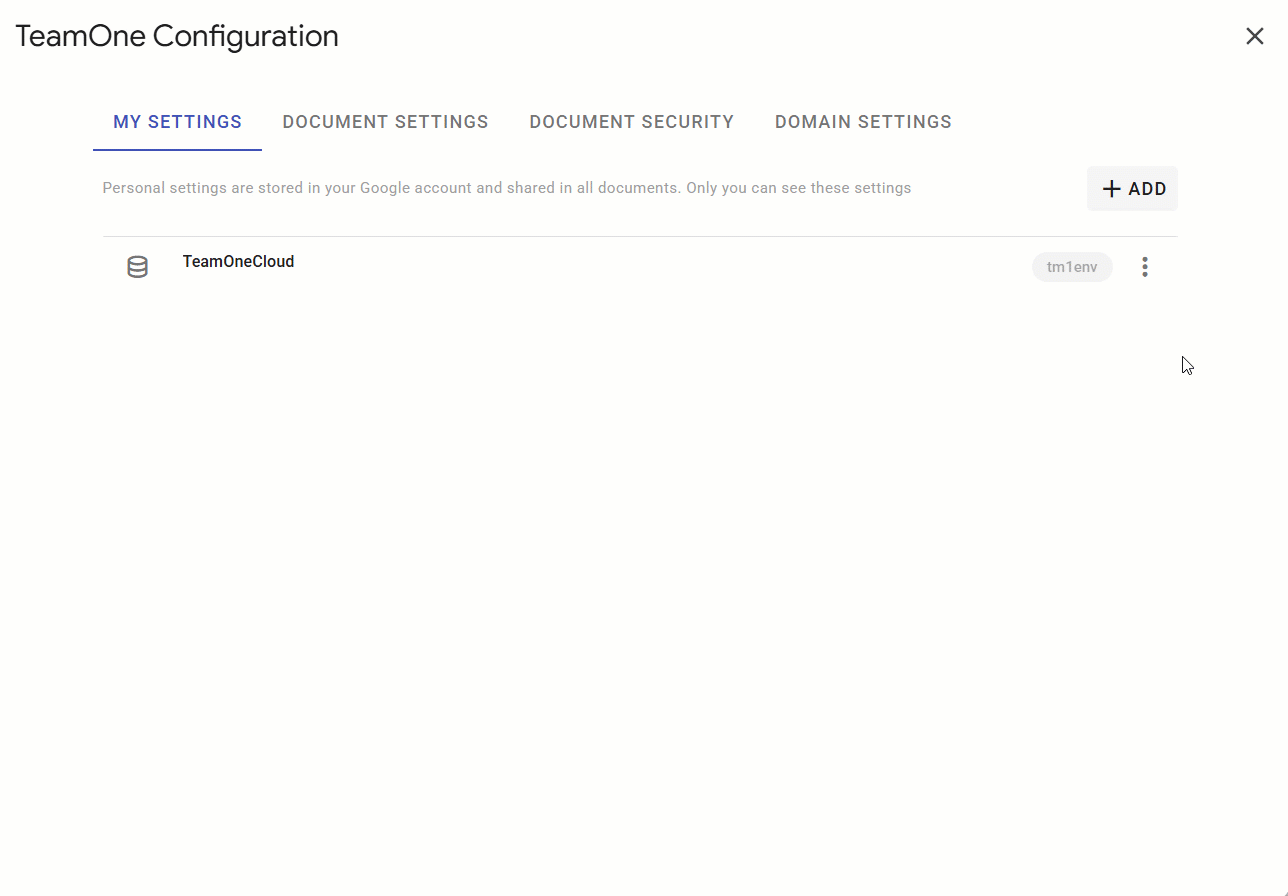 TeamOne Configuration
MY SETTINGS DOCUMENT SETTINGS DOCUMENT SECURITY DOMAIN SETTINGS
Personal settings are stored in your Google account and shared in all documents. Only you can see these settings
ADD
TeamOneCloud
tm1env